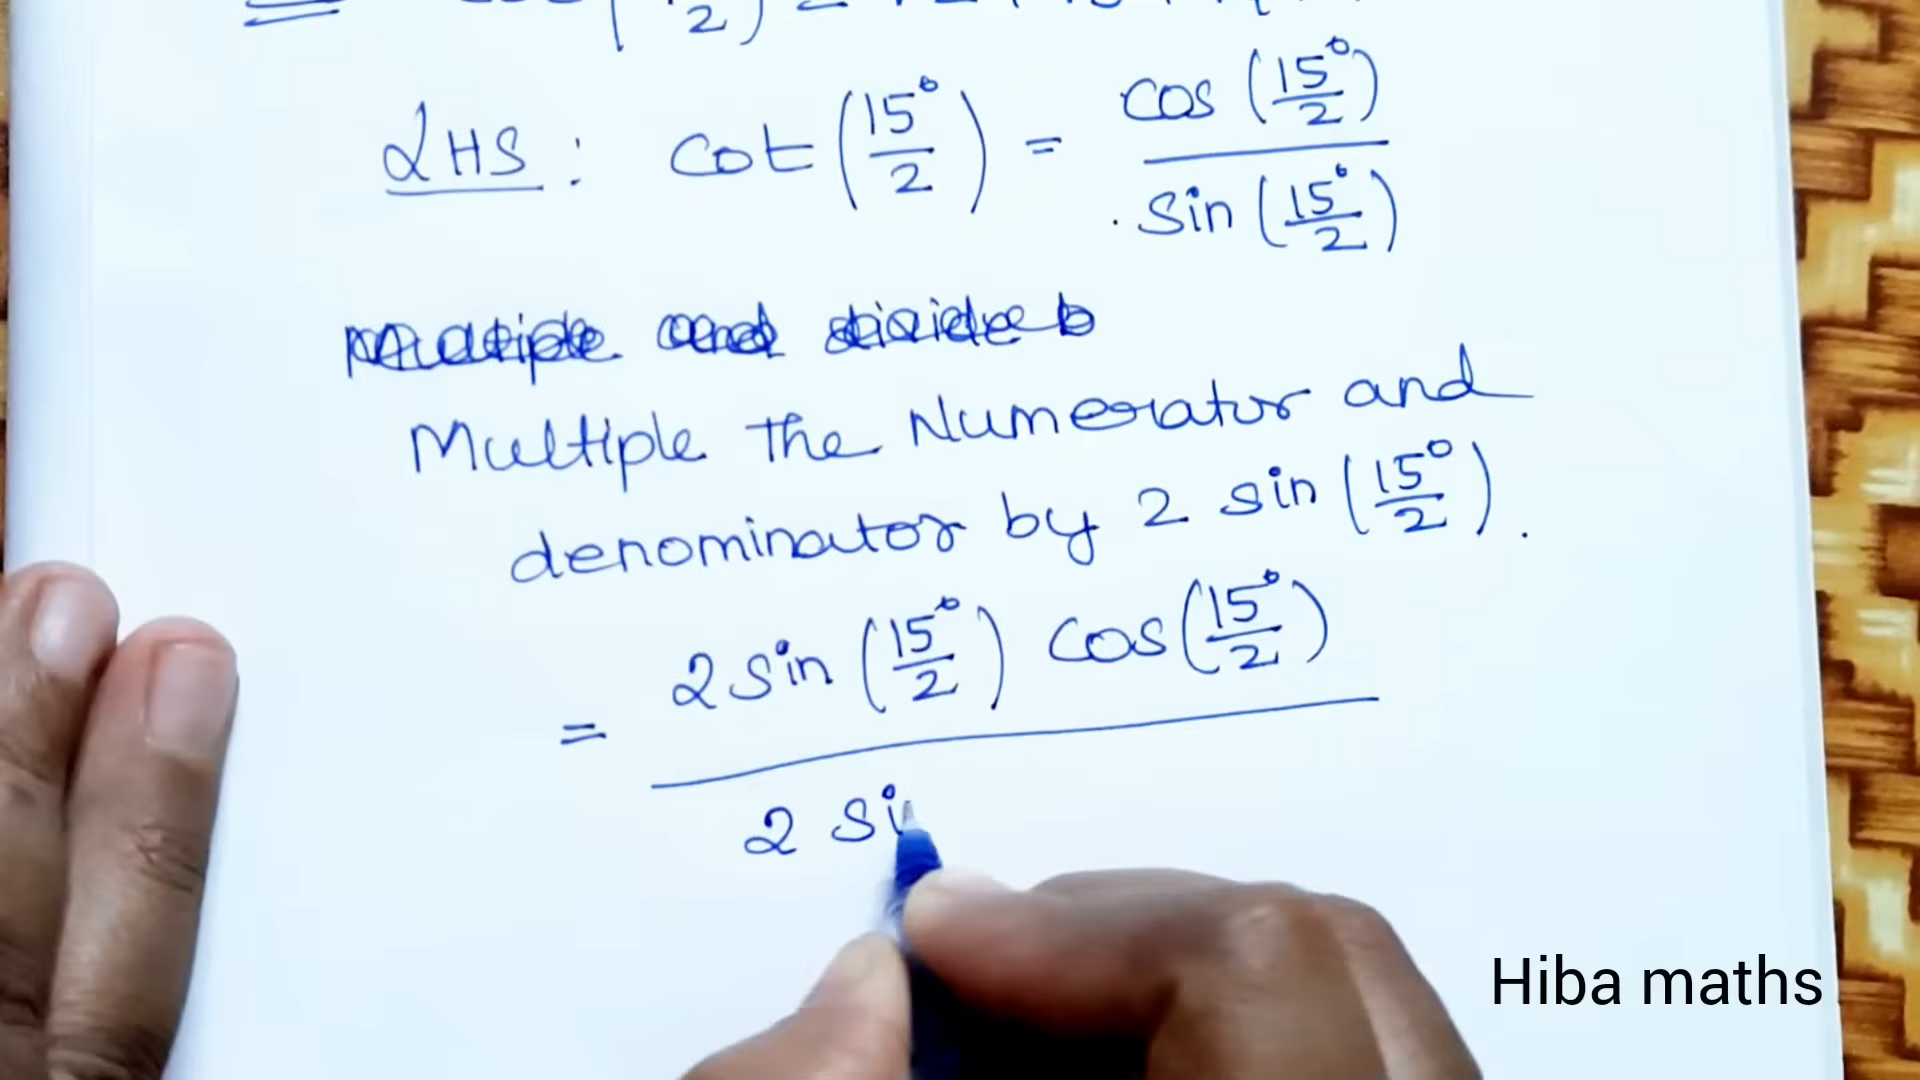 LHS : cot (15°/2) = cos (15°/2) / sin (15°/2)
Multiple the Numerator and
denominator by 2 sin (15°/2).
= 2 sin (15°/2) cos (15°/2)
2 si
Hiba maths